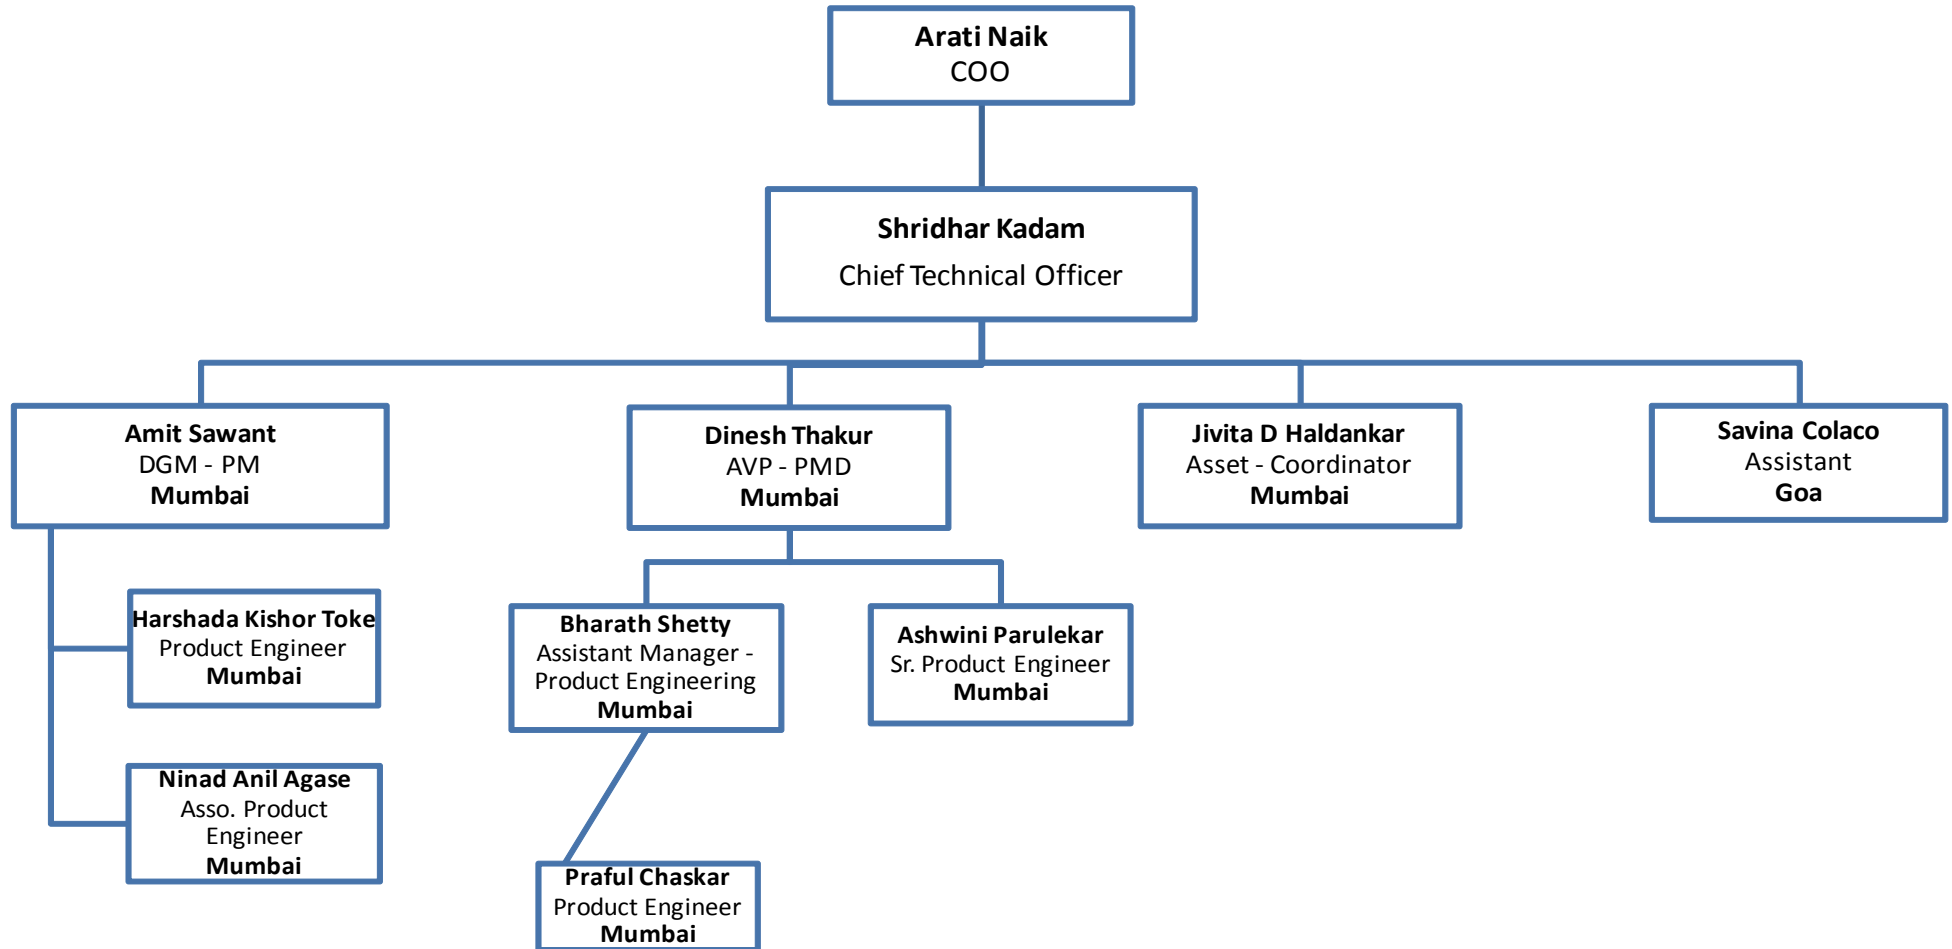 Arati Naik
COO
Shridhar Kadam
Chief Technical Officer
Amit Sawant
DGM - PM
Mumbai
Dinesh Thakur
AVP - PMD
Mumbai
Jivita D Haldankar
Asset - Coordinator
Mumbai
Savina Colaco
Assistant
Goa
Harshada Kishor Toke
Product Engineer
Mumbai
Bharath Shetty
Assistant Manager -
Product Engineering
Mumbai
Ashwini Parulekar
Sr. Product Engineer
Mumbai
Ninad Anil Agase
Asso. Product
Engineer
Mumbai
Praful Chaskar
Product Engineer
Mumbai